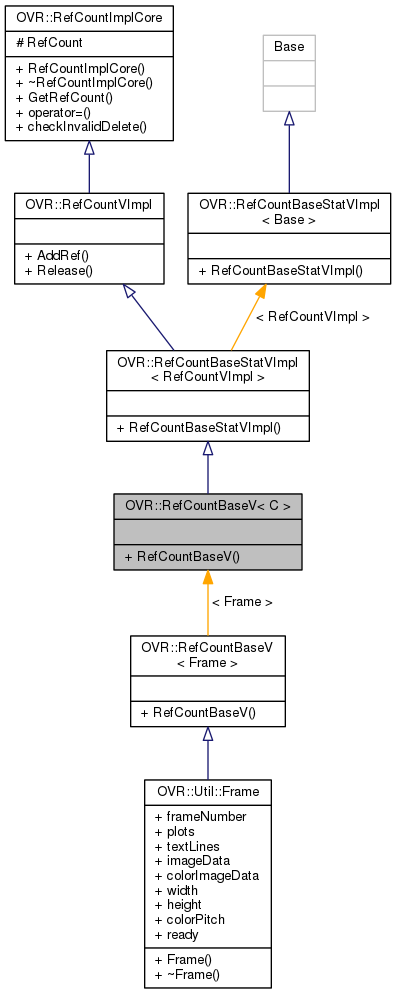 OVR::RefCountImplCore
# RefCount
+ RefCountImplCore()
+ ~RefCountImplCore()
+ GetRefCount()
+ operator=()
+ checkInvalidDelete()
Base
OVR::RefCountVImpl
+ AddRef()
+ Release()
OVR::RefCountBaseStatVImpl
< Base >
+ RefCountBaseStatVImpl()
< RefCountVImpl >
OVR::RefCountBaseStatVImpl
< RefCountVImpl >
+ RefCountBaseStatVImpl()
OVR::RefCountBaseV< C >
+ RefCountBaseV()
< Frame >
OVR::RefCountBaseV
< Frame >
+ RefCountBaseV()
OVR::Util::Frame
+ frameNumber
+ plots
+ textLines
+ imageData
+ colorImageData
+ width
+ height
+ colorPitch
+ ready
+ Frame()
+ ~Frame()